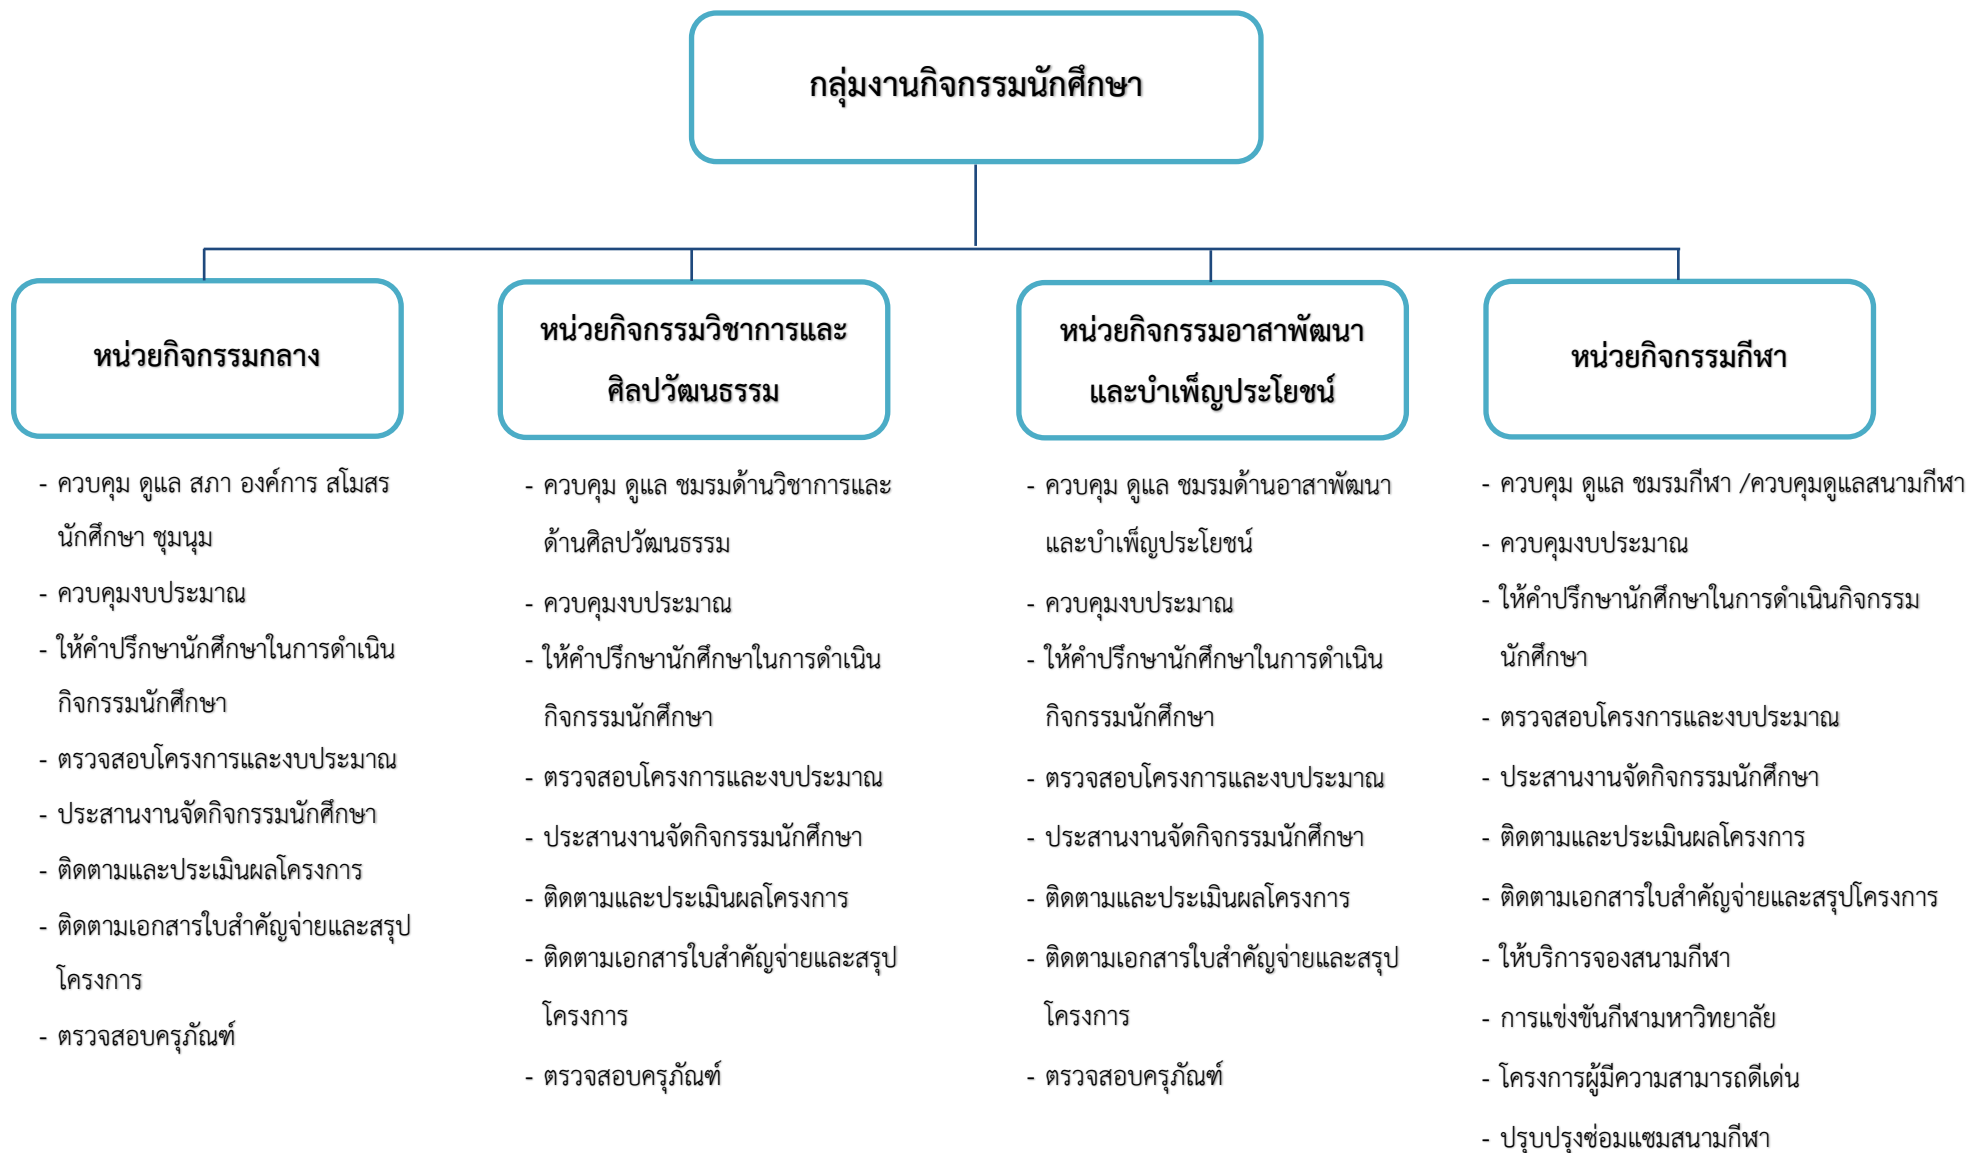 กลุ่มงานกิจกรรมนักศึกษา
หน่วยกิจกรรมกลาง
- ควบคุม ดูแล สภา องค์การ สโมสร
นักศึกษา ชุมนุม
- ควบคุมงบประมาณ
- ให้คำปรึกษานักศึกษาในการดำเนิน
กิจกรรมนักศึกษา
- ตรวจสอบโครงการและงบประมาณ
- ประสานงานจัดกิจกรรมนักศึกษา
- ติดตามและประเมินผลโครงการ
- ติดตามเอกสารใบสำคัญจ่ายและสรุป
โครงการ
- ตรวจสอบครุภัณฑ์
หน่วยกิจกรรมวิชาการและ
ศิลปวัฒนธรรม
- ควบคุม ดูแล ชมรมด้านวิชาการและ
ด้านศิลปวัฒนธรรม
- ควบคุมงบประมาณ
- ให้คำปรึกษานักศึกษาในการดำเนิน
กิจกรรมนักศึกษา
- ตรวจสอบโครงการและงบประมาณ
- ประสานงานจัดกิจกรรมนักศึกษา
- ติดตามและประเมินผลโครงการ
- ติดตามเอกสารใบสำคัญจ่ายและสรุป
โครงการ
- ตรวจสอบครุภัณฑ์
หน่วยกิจกรรมอาสาพัฒนา
และบำเพ็ญประโยชน์
- ควบคุม ดูแล ชมรมด้านอาสาพัฒนา
และบำเพ็ญประโยชน์
- ควบคุมงบประมาณ
- ให้คำปรึกษานักศึกษาในการดำเนิน
กิจกรรมนักศึกษา
- ตรวจสอบโครงการและงบประมาณ
- ประสานงานจัดกิจกรรมนักศึกษา
- ติดตามและประเมินผลโครงการ
- ติดตามเอกสารใบสำคัญจ่ายและสรุป
โครงการ
- ตรวจสอบครุภัณฑ์
หน่วยกิจกรรมกีฬา
- ควบคุม ดูแล ชมรมกีฬา /ควบคุมดูแลสนามกีฬา
- ควบคุมงบประมาณ
- ให้คำปรึกษานักศึกษาในการดำเนินกิจกรรม
นักศึกษา
- ตรวจสอบโครงการและงบประมาณ
- ประสานงานจัดกิจกรรมนักศึกษา
- ติดตามและประเมินผลโครงการ
- ติดตามเอกสารใบสำคัญจ่ายและสรุปโครงการ
- ให้บริการจองสนามกีฬา
- การแข่งขันกีฬามหาวิทยาลัย
- โครงการผู้มีความสามารถดีเด่น
- ปรุบปรุงซ่อมแซมสนามกีฬา